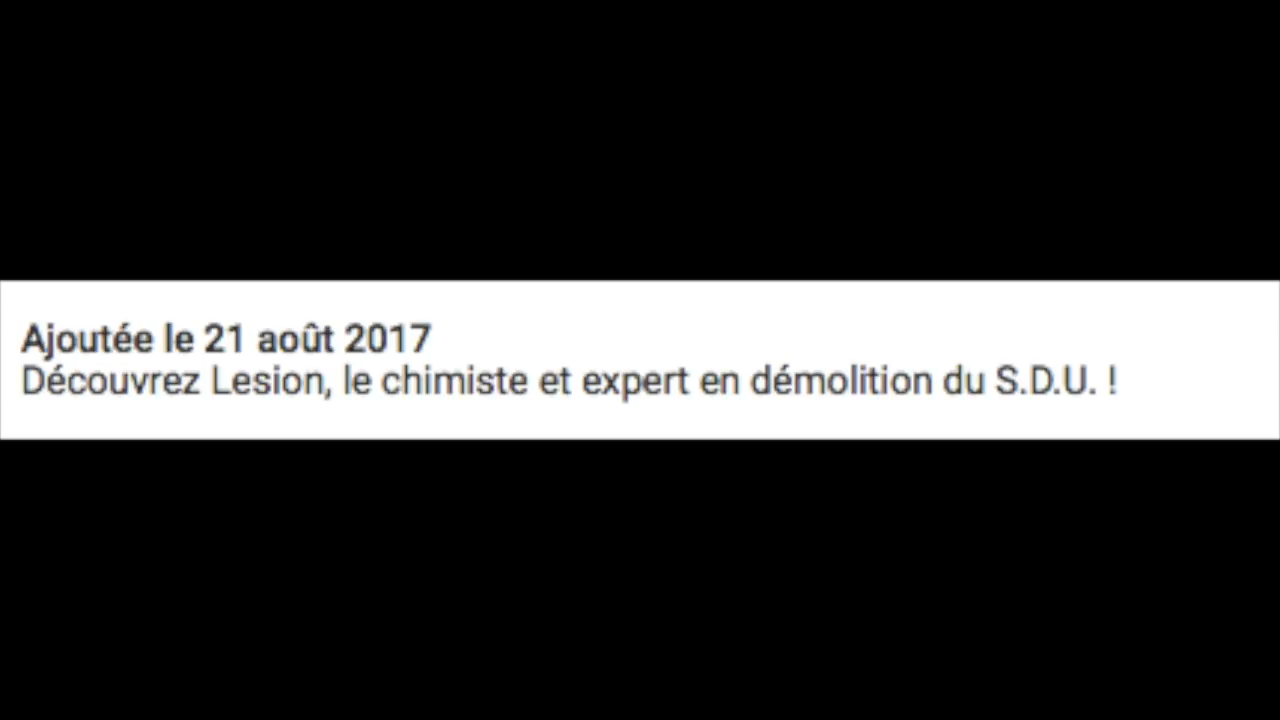 Ajoutée le 21 août 2017
Découvrez Lesion, le chimiste et expert en démolition du S.D.U. !